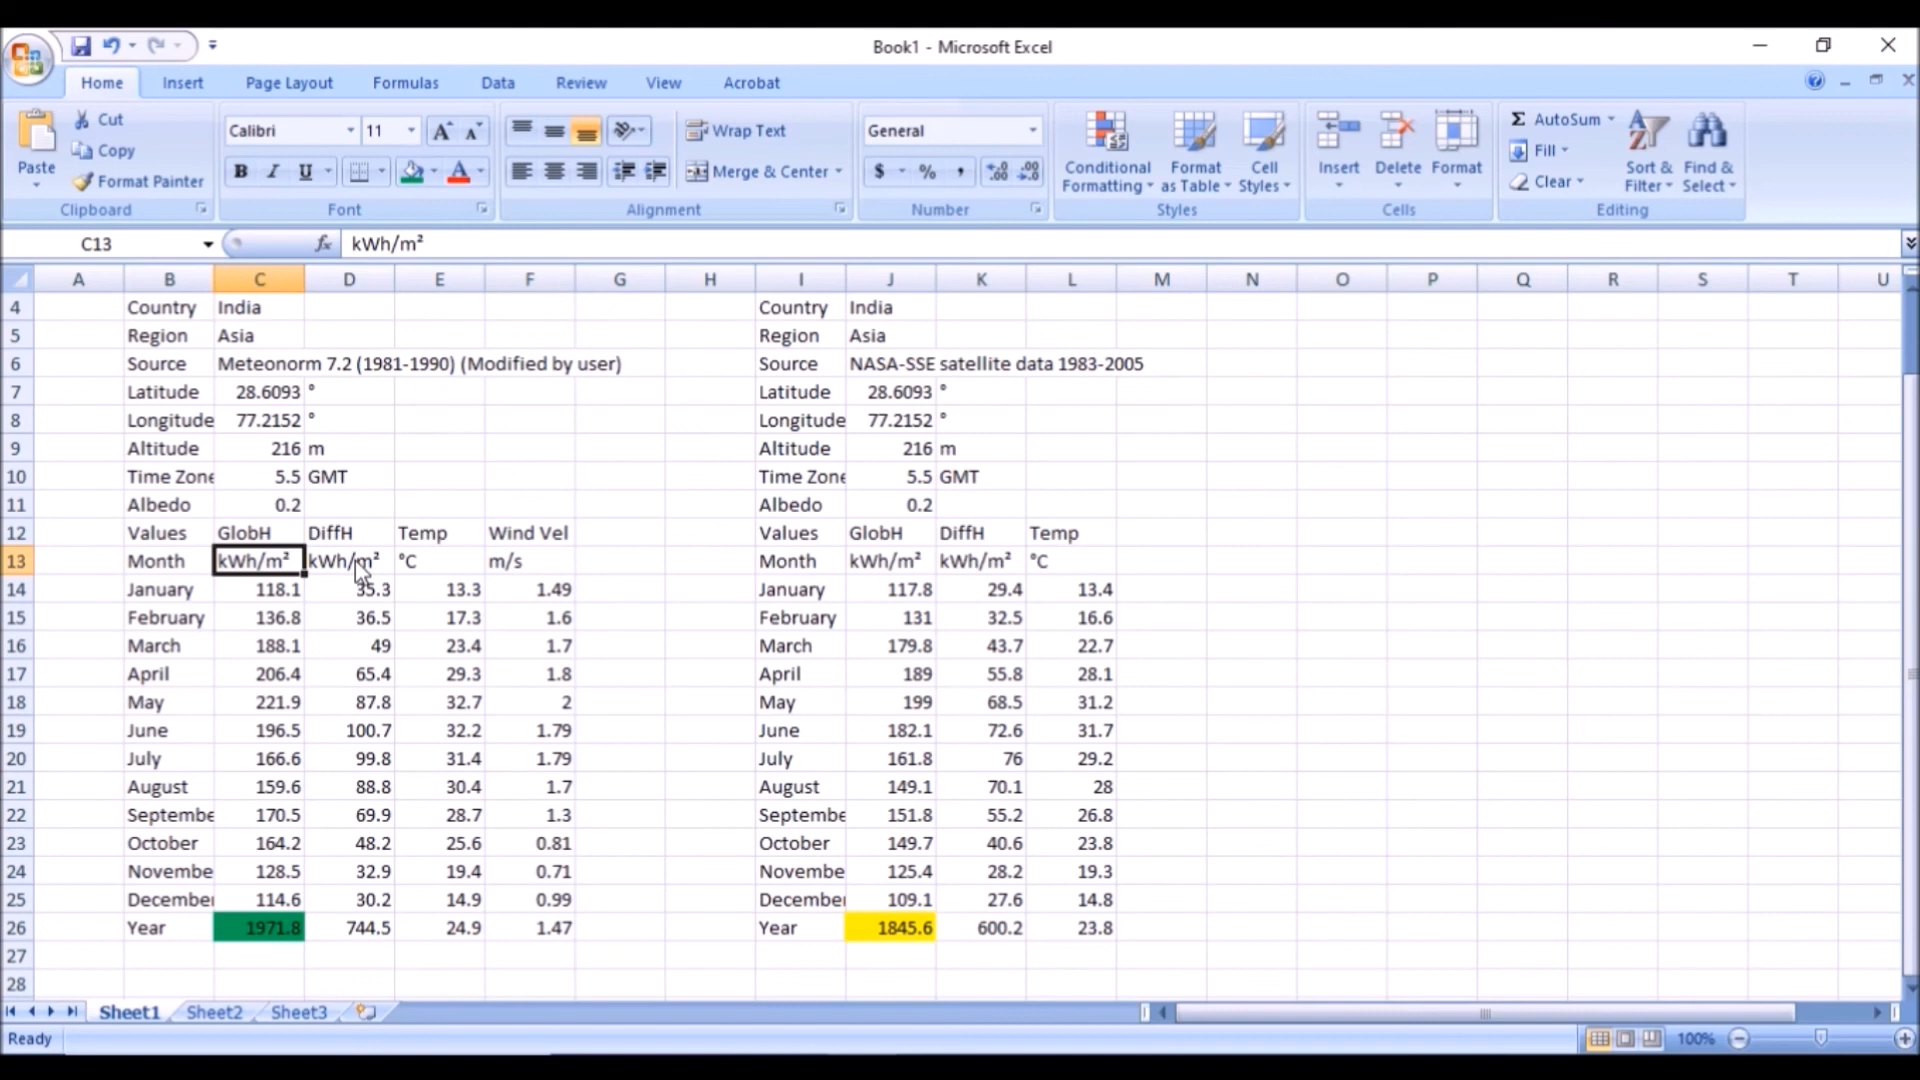 Book1 - Microsoft Excel
Home Insert Page Layout Formulas Data Review View Acrobat
Paste Cut Copy Format Painter Clipboard
Calibri 11 A A B I U A Font
Wrap Text Merge & Center Alignment
General $ % , Number
Conditional Formatting Format as Table Cell Styles Styles
Insert Delete Format Cells
Σ AutoSum Fill Clear Sort & Filter Find & Select Editing
C13 fx kWh/m²
A B C D E F G H I J K L M N O P Q R S T U
4 Country India Country India
5 Region Asia Region Asia
6 Source Meteonorm 7.2 (1981-1990) (Modified by user) Source NASA-SSE satellite data 1983-2005
7 Latitude 28.6093 ° Latitude 28.6093 °
8 Longitude 77.2152 ° Longitude 77.2152 °
9 Altitude 216 m Altitude 216 m
10 Time Zone 5.5 GMT Time Zone 5.5 GMT
11 Albedo 0.2 Albedo 0.2
12 Values GlobH DiffH Temp Wind Vel Values GlobH DiffH Temp
13 Month kWh/m² kWh/m² °C m/s Month kWh/m² kWh/m² °C
14 January 118.1 35.3 13.3 1.49 January 117.8 29.4 13.4
15 February 136.8 36.5 17.3 1.6 February 131 32.5 16.6
16 March 188.1 49 23.4 1.7 March 179.8 43.7 22.7
17 April 206.4 65.4 29.3 1.8 April 189 55.8 28.1
18 May 221.9 87.8 32.7 2 May 199 68.5 31.2
19 June 196.5 100.7 32.2 1.79 June 182.1 72.6 31.7
20 July 166.6 99.8 31.4 1.79 July 161.8 76 29.2
21 August 159.6 88.8 30.4 1.7 August 149.1 70.1 28
22 Septembe 170.5 69.9 28.7 1.3 Septembe 151.8 55.2 26.8
23 October 164.2 48.2 25.6 0.81 October 149.7 40.6 23.8
24 Novembe 128.5 32.9 19.4 0.71 Novembe 125.4 28.2 19.3
25 December 114.6 30.2 14.9 0.99 December 109.1 27.6 14.8
26 Year 1971.8 744.5 24.9 1.47 Year 1845.6 600.2 23.8
27
28
Sheet1 Sheet2 Sheet3
Ready 100%